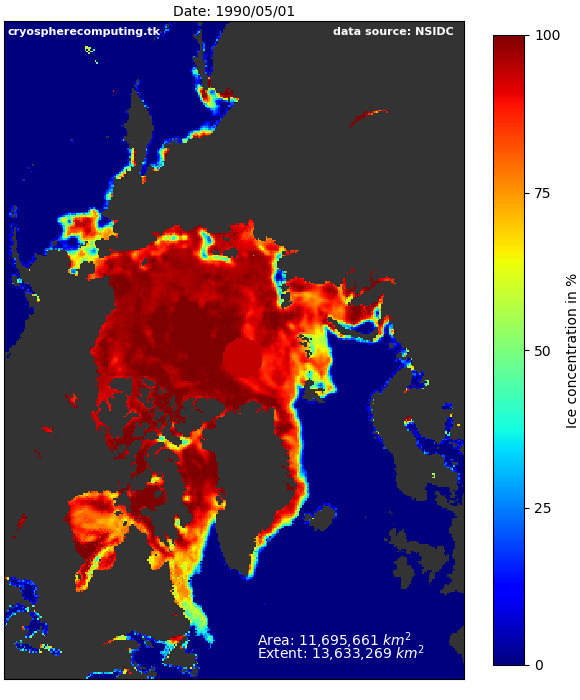 Date: 1990/05/01
cryospherecomputing.tk
data source: NSIDC
100
75
50
25
0
Ice concentration in %
Area: 11,695,661 km²
Extent: 13,633,269 km²